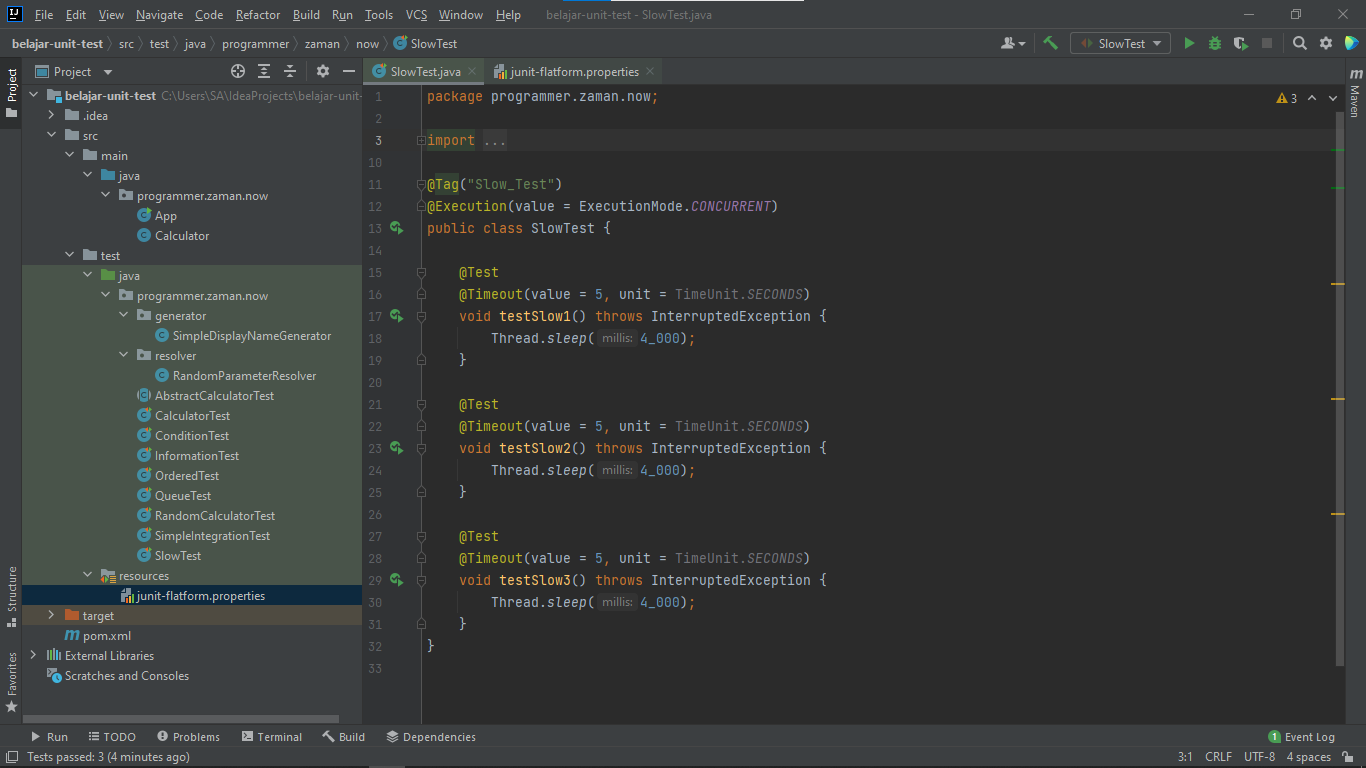 File Edit View Navigate Code Refactor Build Run Tools VCS Window Help belajar-unit-test - SlowTest.java
belajar-unit-test src test java programmer zaman now SlowTest SlowTest
Project
Project
SlowTest.java junit-flatform.properties
Maven
belajar-unit-test C:\Users\SA\IdeaProjects\belajar-unit-
.idea
src
main
java
programmer.zaman.now
App
Calculator
test
java
programmer.zaman.now
generator
SimpleDisplayNameGenerator
resolver
RandomParameterResolver
AbstractCalculatorTest
CalculatorTest
ConditionTest
InformationTest
OrderedTest
QueueTest
RandomCalculatorTest
SimpleIntegrationTest
SlowTest
resources
junit-flatform.properties
target
pom.xml
External Libraries
Scratches and Consoles
Structure
Favorites
3
1 package programmer.zaman.now;
2
3 import ...
10
11 @Tag("Slow_Test")
12 @Execution(value = ExecutionMode.CONCURRENT)
13 public class SlowTest {
14
15 @Test
16 @Timeout(value = 5, unit = TimeUnit.SECONDS)
17 void testSlow1() throws InterruptedException {
18 Thread.sleep( millis: 4_000);
19 }
20
21 @Test
22 @Timeout(value = 5, unit = TimeUnit.SECONDS)
23 void testSlow2() throws InterruptedException {
24 Thread.sleep( millis: 4_000);
25 }
26
27 @Test
28 @Timeout(value = 5, unit = TimeUnit.SECONDS)
29 void testSlow3() throws InterruptedException {
30 Thread.sleep( millis: 4_000);
31 }
32 }
33
Run TODO Problems Terminal Build Dependencies 1 Event Log
Tests passed: 3 (4 minutes ago) 3:1 CRLF UTF-8 4 spaces